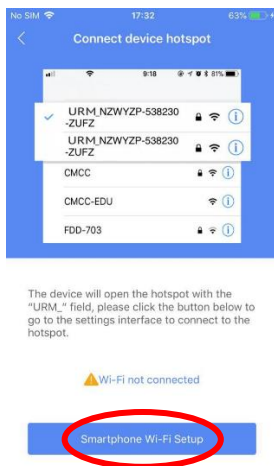 No SIM 17:32 63%
Connect device hotspot
9:18 81%
URM_NZWYZP-538230
-ZUFZ
URM_NZWYZP-538230
-ZUFZ
CMCC
CMCC-EDU
FDD-703
The device will open the hotspot with the
"URM_" field, please click the button below to
go to the settings interface to connect to the
hotspot.
Wi-Fi not connected
Smartphone Wi-Fi Setup